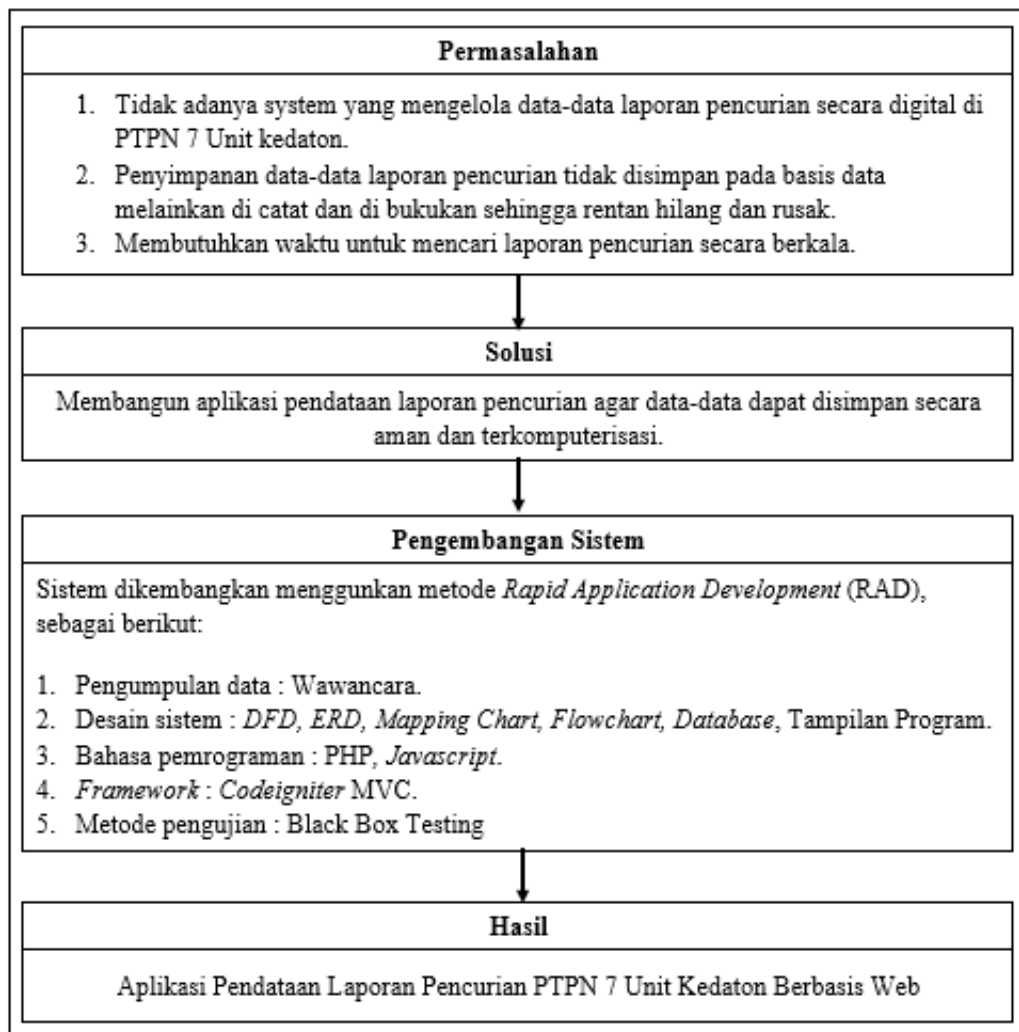 Permasalahan
1. Tidak adanya system yang mengelola data-data laporan pencurian secara digital di
PTPN 7 Unit kedaton.
2. Penyimpanan data-data laporan pencurian tidak disimpan pada basis data
melainkan di catat dan di bukukan sehingga rentan hilang dan rusak.
3. Membutuhkan waktu untuk mencari laporan pencurian secara berkala.
Solusi
Membangun aplikasi pendataan laporan pencurian agar data-data dapat disimpan secara
aman dan terkomputerisasi.
Pengembangan Sistem
Sistem dikembangkan menggunkan metode Rapid Application Development (RAD),
sebagai berikut:
1. Pengumpulan data : Wawancara.
2. Desain sistem : DFD, ERD, Mapping Chart, Flowchart, Database, Tampilan Program.
3. Bahasa pemrograman : PHP, Javascript.
4. Framework : Codeigniter MVC.
5. Metode pengujian : Black Box Testing
Hasil
Aplikasi Pendataan Laporan Pencurian PTPN 7 Unit Kedaton Berbasis Web